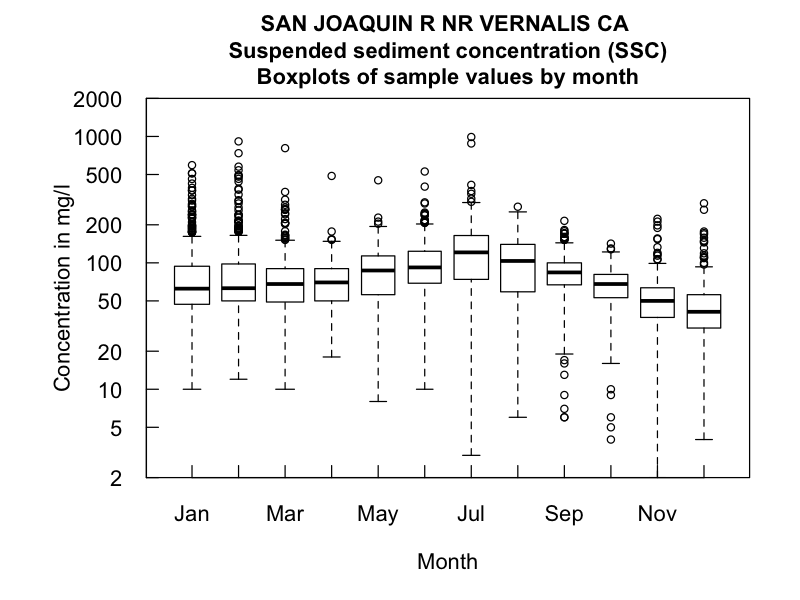 SAN JOAQUIN R NR VERNALIS CA
Suspended sediment concentration (SSC)
Boxplots of sample values by month
Concentration in mg/l
2000
1000
500
200
100
50
20
10
5
2
Jan Mar May Jul Sep Nov
Month